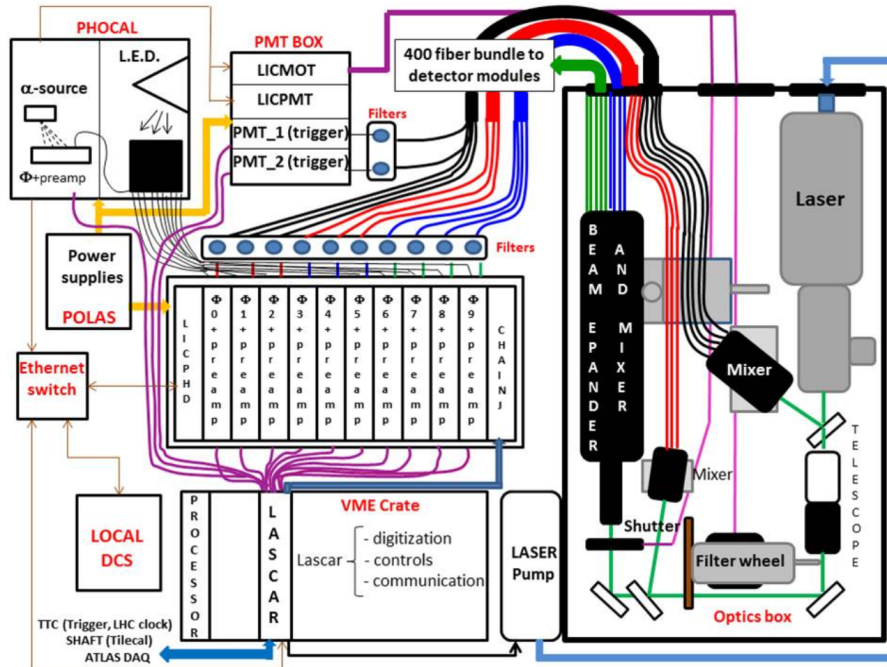 PHOCAL
L.E.D.
α-source
Φ+preamp
PMT BOX
LICMOT
LICPMT
PMT_1 (trigger)
PMT_2 (trigger)
Filters
400 fiber bundle to
detector modules
Filters
Power
supplies
POLAS
Ethernet
switch
LOCAL
DCS
LICPHD
Φ0+preamp
Φ1+preamp
Φ2+preamp
Φ3+preamp
Φ4+preamp
Φ5+preamp
Φ6+preamp
Φ7+preamp
Φ8+preamp
Φ9+preamp
CHAINJ
PROCESSOR
LASCAR
VME Crate
Lascar
- digitization
- controls
- communication
TTC (Trigger, LHC clock)
SHAFT (Tilecal)
ATLAS DAQ
LASER
Pump
BEAM EPANDER
AND MIXER
Laser
Mixer
Mixer
Shutter
TELESCOPE
Filter wheel
Optics box